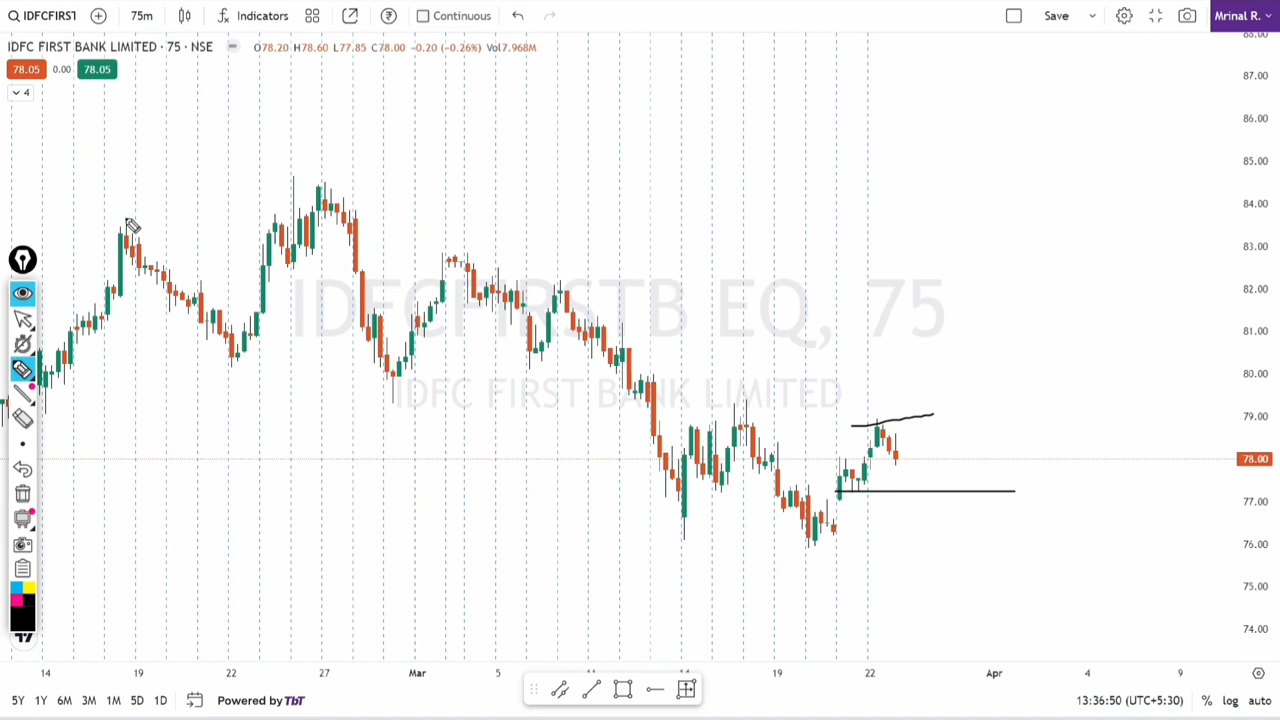 IDFCFIRST 75m Indicators Continuous Save Mrinal R.
IDFC FIRST BANK LIMITED · 75 · NSE O78.20 H78.60 L77.85 C78.00 −0.20 (−0.26%) Vol7.968M
78.05 0.00 78.05
4
IDFCFIRSTB EQ, 75
IDFC FIRST BANK LIMITED
88.00
87.00
86.00
85.00
84.00
83.00
82.00
81.00
80.00
79.00
78.00
77.00
76.00
75.00
74.00
14 19 22 27 Mar 5 11 14 19 22 Apr 4 9
5Y 1Y 6M 3M 1M 5D 1D Powered by TbT 13:36:50 (UTC+5:30) % log auto